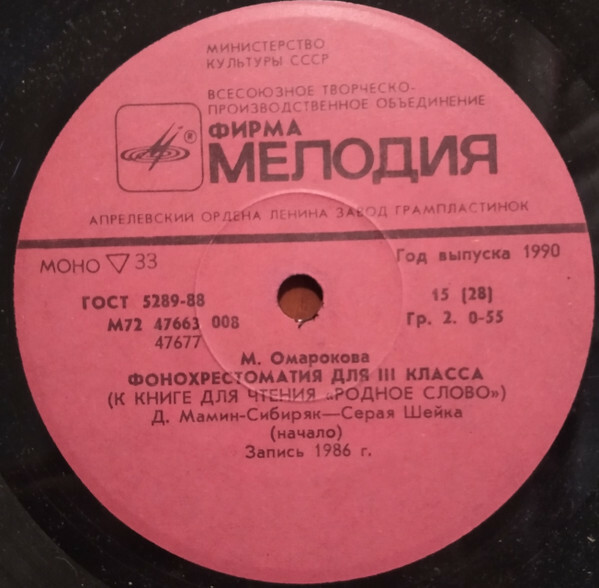 МИНИСТЕРСТВО
КУЛЬТУРЫ СССР
ВСЕСОЮЗНОЕ ТВОРЧЕСКО-
ПРОИЗВОДСТВЕННОЕ ОБЪЕДИНЕНИЕ
ФИРМА
® МЕЛОДИЯ
АПРЕЛЕВСКИЙ ОРДЕНА ЛЕНИНА ЗАВОД ГРАМПЛАСТИНОК
МОНО ▽ 33
Год выпуска 1990
ГОСТ 5289-88
15 [28]
М72 47663 008
Гр. 2. 0-55
47677
М. Омарокова
ФОНОХРЕСТОМАТИЯ ДЛЯ III КЛАССА
(К КНИГЕ ДЛЯ ЧТЕНИЯ «РОДНОЕ СЛОВО»)
Д. Мамин-Сибиряк—Серая Шейка
(начало)
Запись 1986 г.